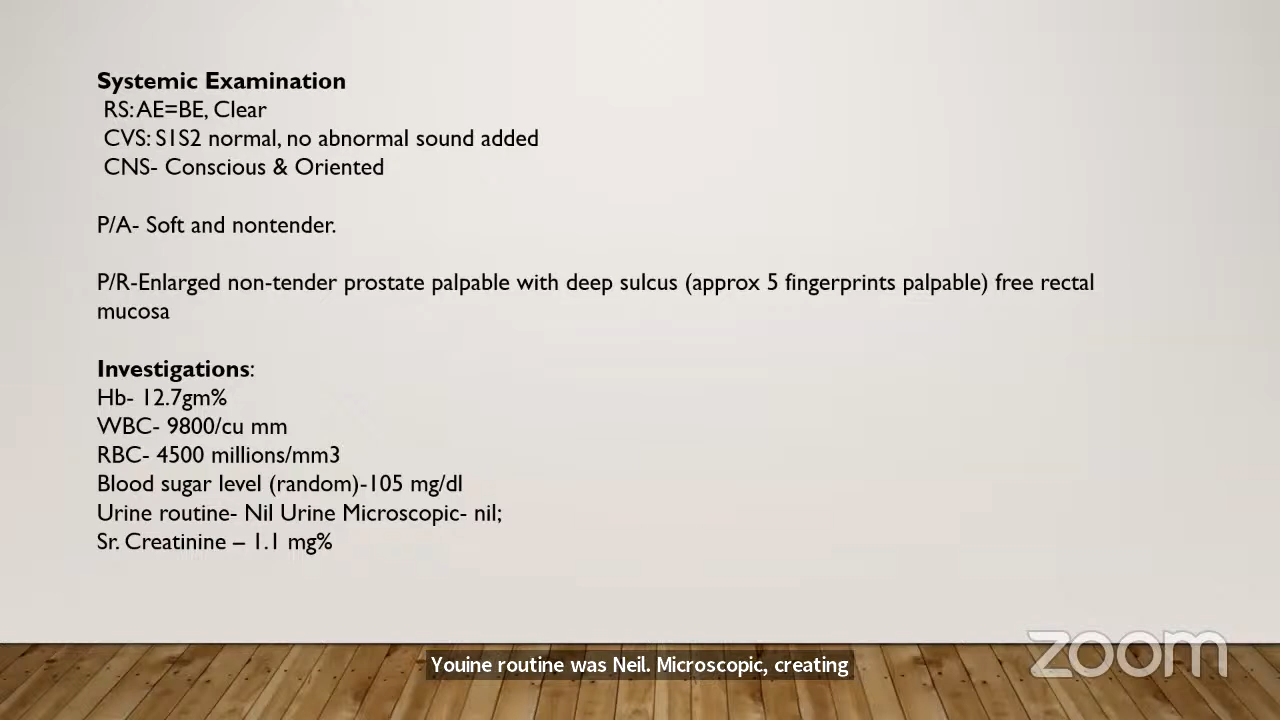 Systemic Examination
RS: AE=BE, Clear
CVS: S1S2 normal, no abnormal sound added
CNS- Conscious & Oriented
P/A- Soft and nontender.
P/R-Enlarged non-tender prostate palpable with deep sulcus (approx 5 fingerprints palpable) free rectal
mucosa
Investigations:
Hb- 12.7gm%
WBC- 9800/cu mm
RBC- 4500 millions/mm3
Blood sugar level (random)-105 mg/dl
Urine routine- Nil Urine Microscopic- nil;
Sr. Creatinine – 1.1 mg%
zoom
Youine routine was Neil. Microscopic, creating